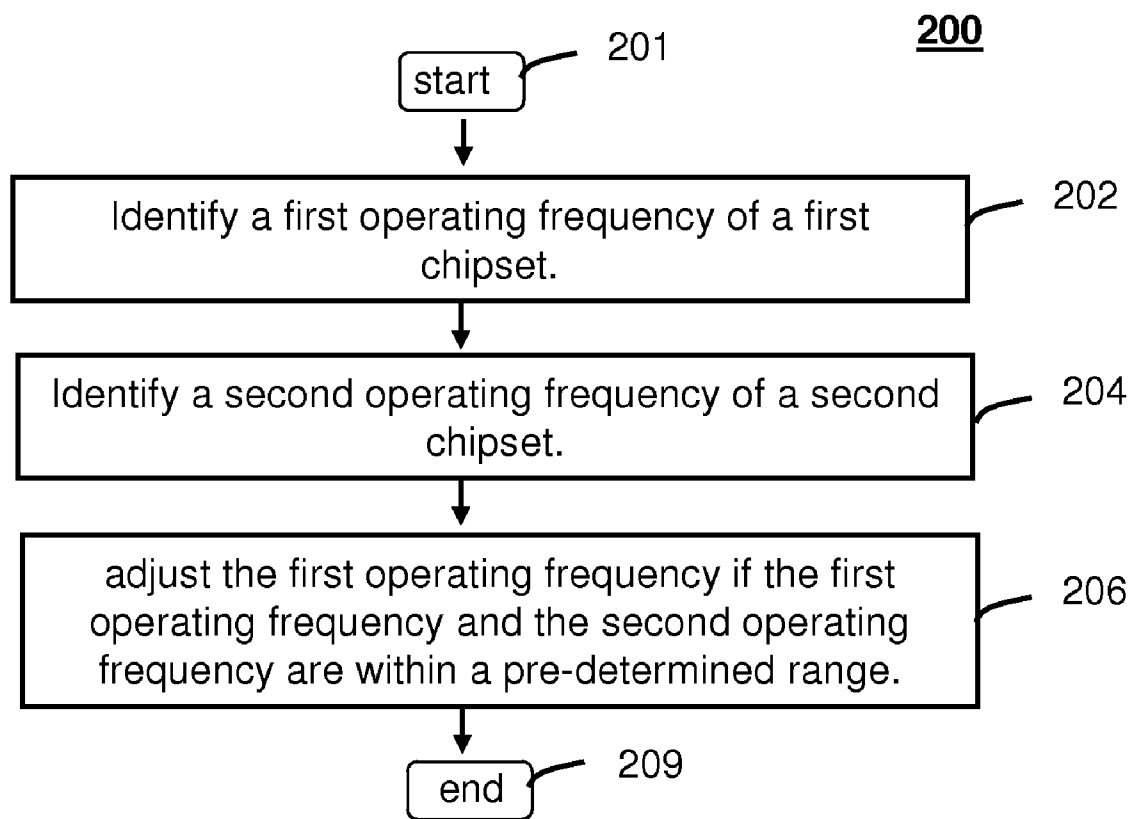 200
201
start
Identify a first operating frequency of a first
chipset.
202
Identify a second operating frequency of a second
chipset.
204
adjust the first operating frequency if the first
operating frequency and the second operating
frequency are within a pre-determined range.
206
209
end